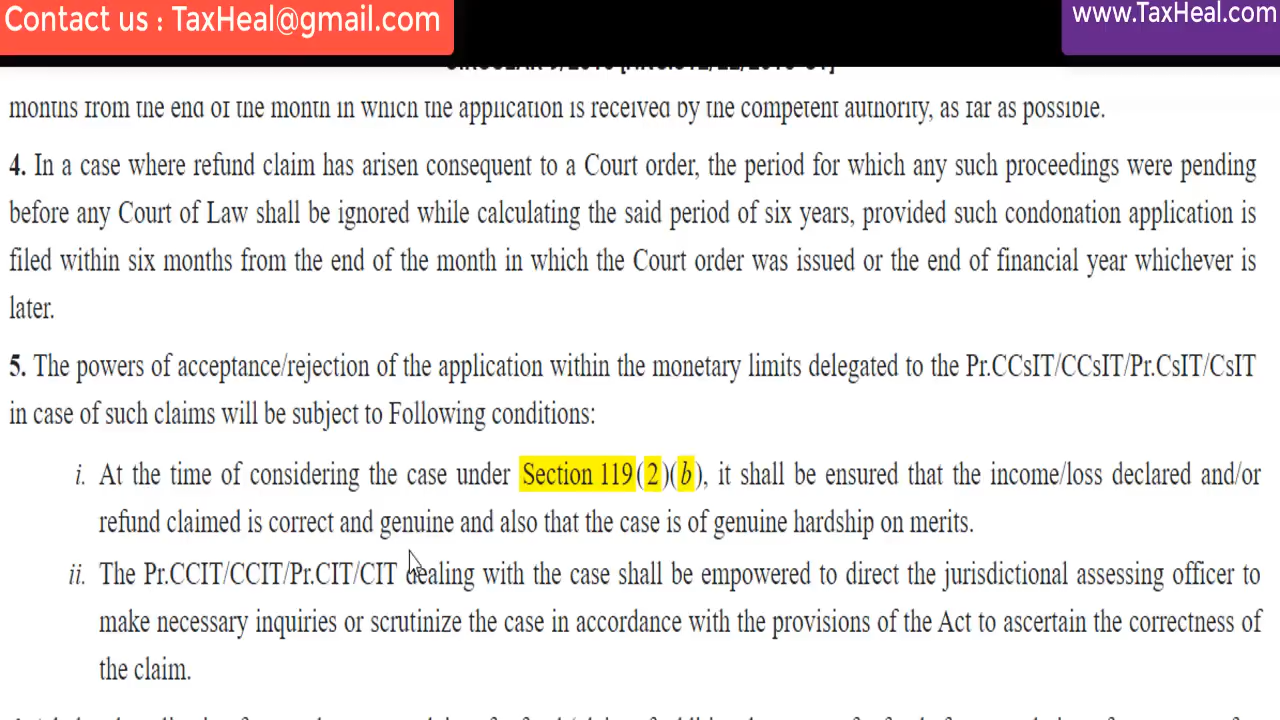 Contact us : TaxHeal@gmail.com
www.TaxHeal.com
months from the end of the month in which the application is received by the competent authority, as far as possible.
4. In a case where refund claim has arisen consequent to a Court order, the period for which any such proceedings were pending
before any Court of Law shall be ignored while calculating the said period of six years, provided such condonation application is
filed within six months from the end of the month in which the Court order was issued or the end of financial year whichever is
later.
5. The powers of acceptance/rejection of the application within the monetary limits delegated to the Pr.CCsIT/CCsIT/Pr.CsIT/CsIT
in case of such claims will be subject to Following conditions:
i. At the time of considering the case under Section 119(2)(b), it shall be ensured that the income/loss declared and/or
refund claimed is correct and genuine and also that the case is of genuine hardship on merits.
ii. The Pr.CCIT/CCIT/Pr.CIT/CIT dealing with the case shall be empowered to direct the jurisdictional assessing officer to
make necessary inquiries or scrutinize the case in accordance with the provisions of the Act to ascertain the correctness of
the claim.